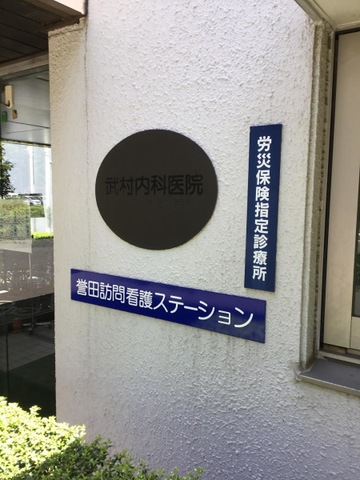 武村内科医院
労災保険指定診療所
誉田訪問看護ステーション